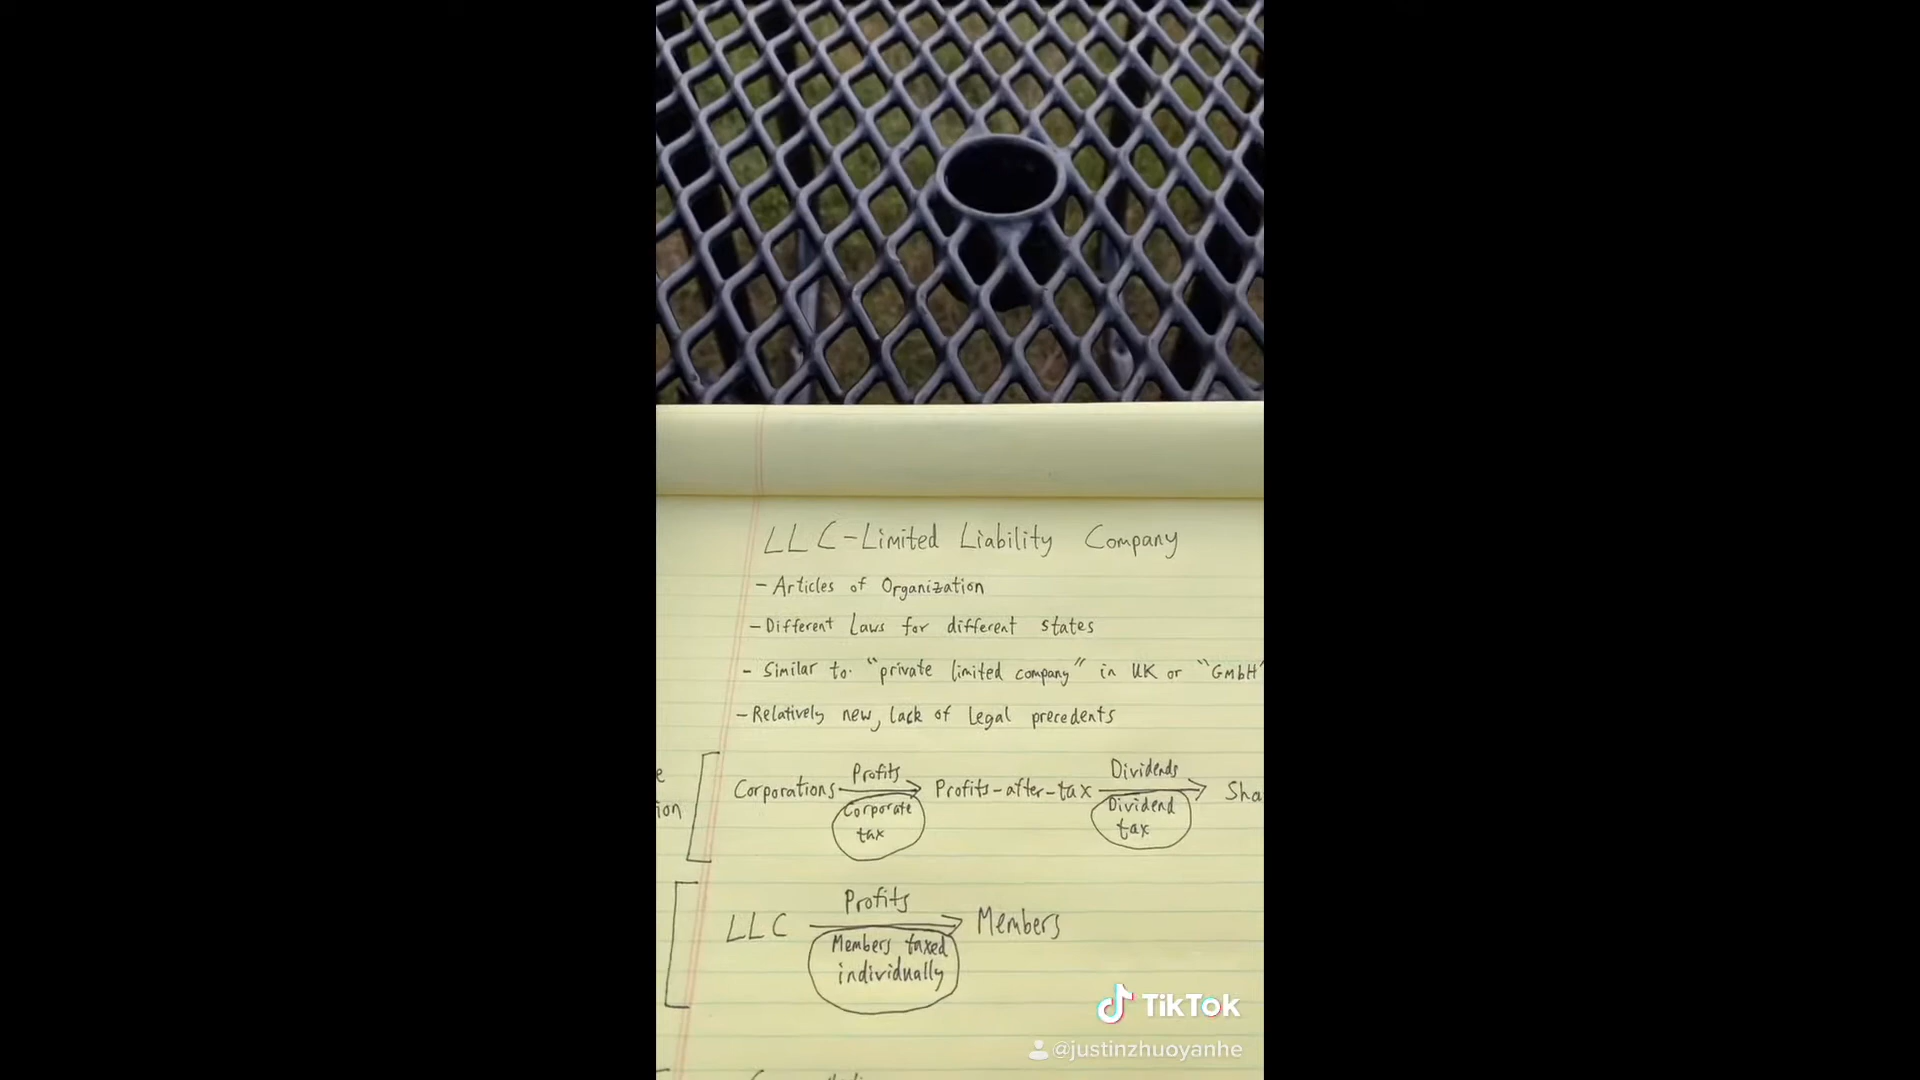 LLC-Limited Liability Company
- Articles of Organization
- Different Laws for different states
- Similar to "private limited company" in UK or "GmbH"
- Relatively new, lack of legal precedents
Profits
Dividends
Corporations Profits-after-tax
Corporate tax
Dividend tax
Profits
LLC Members
Members taxed
individually
TikTok
@justinzhuoyanhe